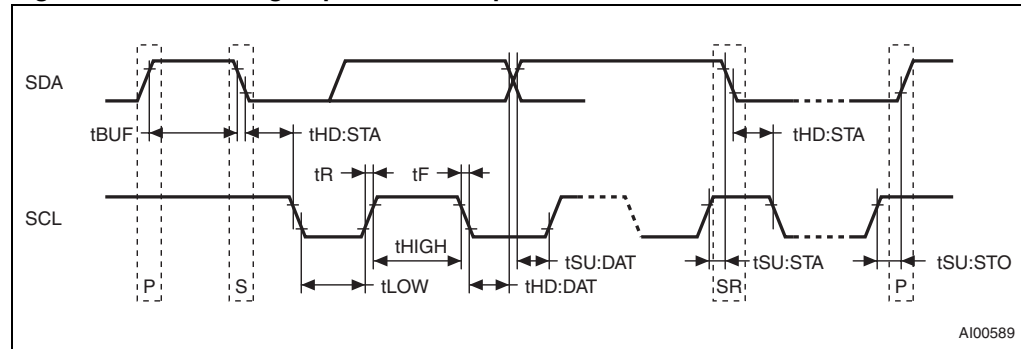 SDA
tBUF
tHD:STA
tHD:STA
tR
tF
SCL
tHIGH
tSU:DAT
tSU:STA
tSU:STO
P
S
tLOW
tHD:DAT
SR
P
AI00589